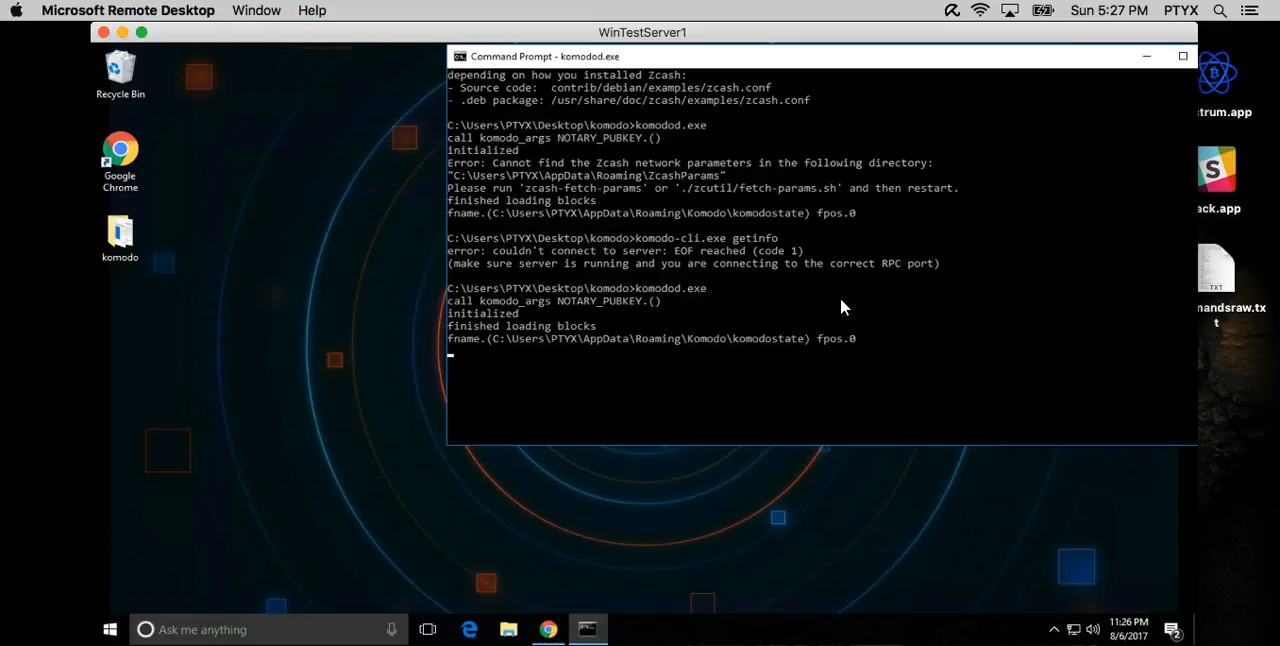 Microsoft Remote Desktop Window Help Sun 5:27 PM PTYX
WinTestServer1
Command Prompt - komodod.exe
depending on how you installed Zcash:
- Source code:  contrib/debian/examples/zcash.conf
- .deb package: /usr/share/doc/zcash/examples/zcash.conf
C:\Users\PTYX\Desktop\komodo>komodod.exe
call komodo_args NOTARY_PUBKEY.()
initialized
Error: Cannot find the Zcash network parameters in the following directory:
"C:\Users\PTYX\AppData\Roaming\ZcashParams"
Please run 'zcash-fetch-params' or './zcutil/fetch-params.sh' and then restart.
finished loading blocks
fname.(C:\Users\PTYX\AppData\Roaming\Komodo\komodostate) fpos.0
C:\Users\PTYX\Desktop\komodo>komodo-cli.exe getinfo
error: couldn't connect to server: EOF reached (code 1)
(make sure server is running and you are connecting to the correct RPC port)
C:\Users\PTYX\Desktop\komodo>komodod.exe
call komodo_args NOTARY_PUBKEY.()
initialized
finished loading blocks
fname.(C:\Users\PTYX\AppData\Roaming\Komodo\komodostate) fpos.0
Recycle Bin
Google
Chrome
komodo
trum.app
S
ack.app
TXT
mandsraw.tx
t
Ask me anything
11:26 PM
8/6/2017
2